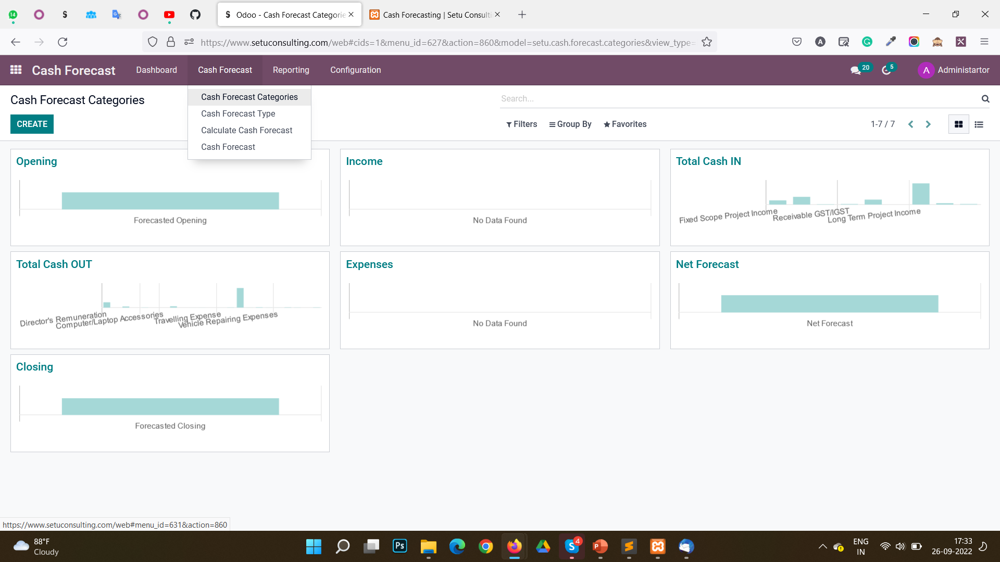 14
S
Odoo - Cash Forecast Categorie
Cash Forecasting | Setu Consulti
https://www.setuconsulting.com/web#cids=1&menu_id=627&action=860&model=setu.cash.forecast.categories&view_type=
A
Cash Forecast
Dashboard
Cash Forecast
Reporting
Configuration
20
5
A
Administartor
Cash Forecast Categories
CREATE
Cash Forecast Categories
Cash Forecast Type
Calculate Cash Forecast
Cash Forecast
Search...
Filters
Group By
Favorites
1-7 / 7
Opening
Forecasted Opening
Income
No Data Found
Total Cash IN
Fixed Scope Project Income
Receivable GST/IGST
Long Term Project Income
Total Cash OUT
Director's Remuneration
Computer/Laptop Accessories
Travelling Expense
Vehicle Repairing Expenses
Expenses
No Data Found
Net Forecast
Net Forecast
Closing
Forecasted Closing
https://www.setuconsulting.com/web#menu_id=631&action=860
88°F
Cloudy
Ps
S
4
P
ENG
IN
17:33
26-09-2022